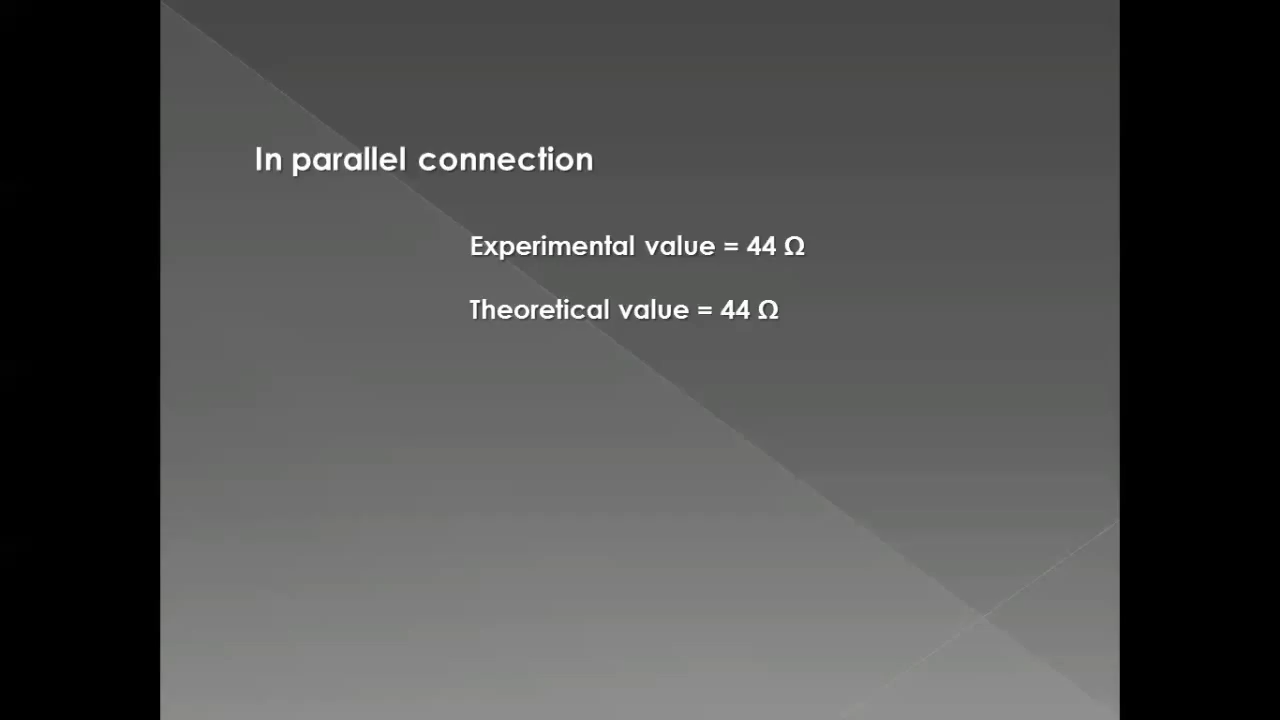 In parallel connection
Experimental value = 44 Ω
Theoretical value = 44 Ω